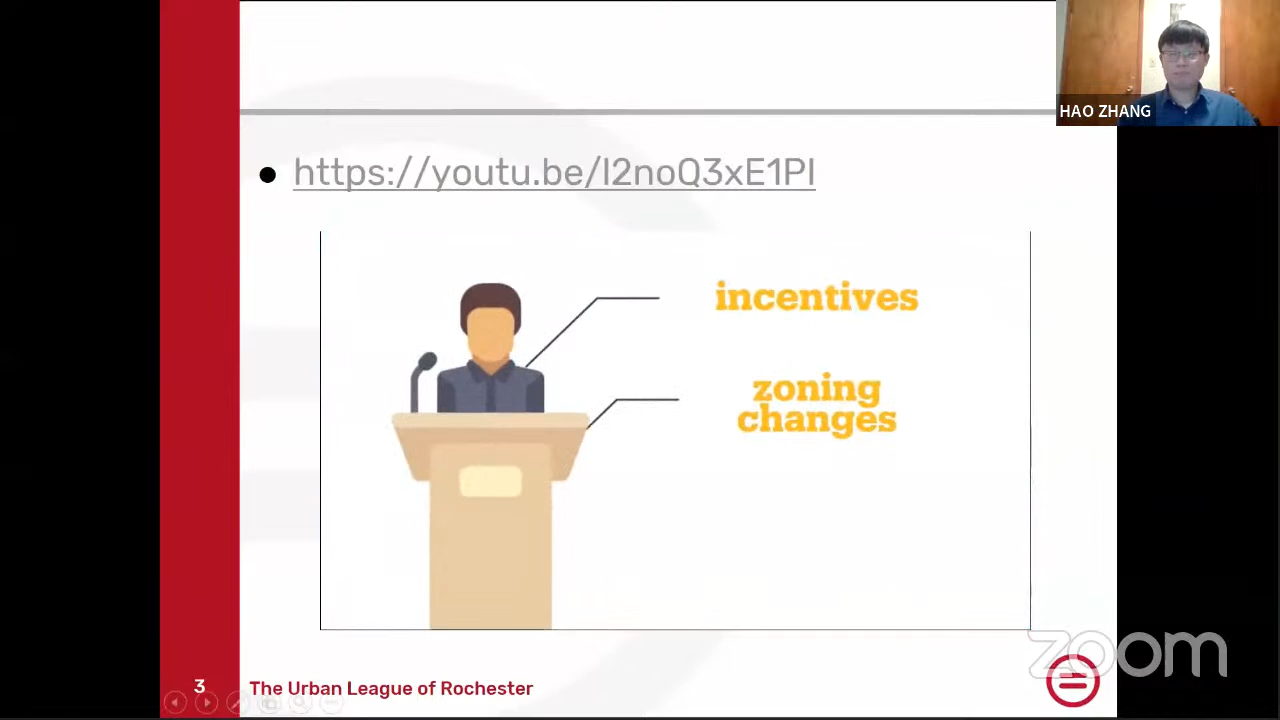 HAO ZHANG
https://youtu.be/I2noQ3xE1PI
incentives
zoning
changes
zoom
3
The Urban League of Rochester